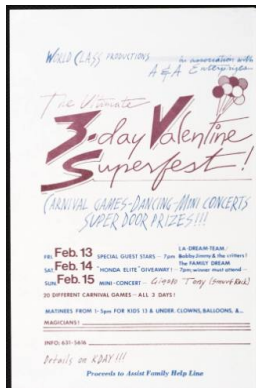 WORLD CLASS PRODUCTIONS in association with
A & A Enterprises
The Ultimate
3-day Valentine
Superfest!
CARNIVAL GAMES-DANCING-MINI CONCERTS
SUPER DOOR PRIZES!!!
FRI Feb. 13 SPECIAL GUEST STARS - 7pm LA-DREAM-TEAM/
Bobby Jimmy & the critters!
SAT Feb. 14 "HONDA ELITE" GIVEAWAY! - 7pm, winner must attend -
The FAMILY DREAM
SUN Feb. 15 MINI-CONCERT - Tony
20 DIFFERENT CARNIVAL GAMES - ALL 3 DAYS!
MATINEES FROM 1-5pm FOR KIDS 13 & UNDER. CLOWNS, BALLOONS, &...
MAGICIANS!
INFO: 631-5616
Details on KDAY!!!
Proceeds to Assist Family Help Line